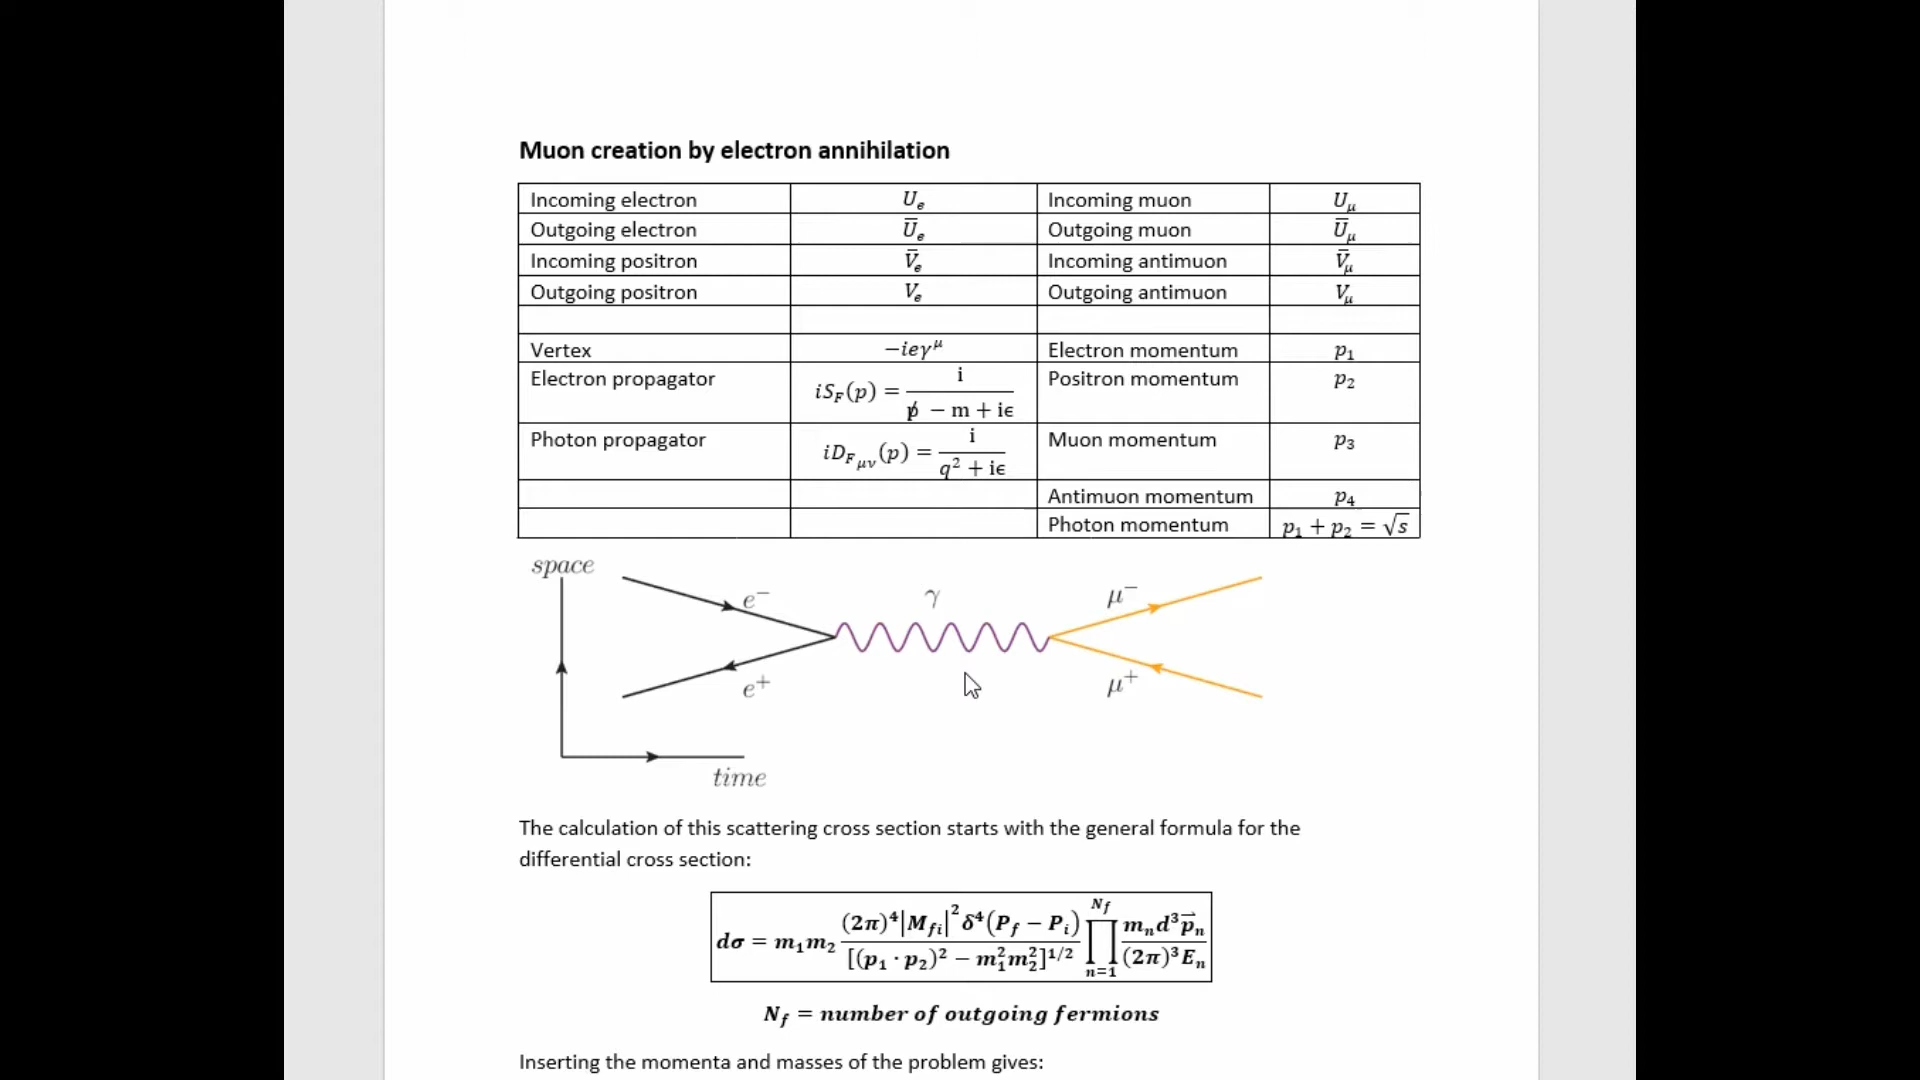 Muon creation by electron annihilation
Incoming electron U_e Incoming muon U_μ
Outgoing electron Ū_e Outgoing muon Ū_μ
Incoming positron V̄_e Incoming antimuon V̄_μ
Outgoing positron V_e Outgoing antimuon V_μ
Vertex −ieγ^μ Electron momentum p₁
Electron propagator iS_F(p) = i / (p̸ − m + iϵ) Positron momentum p₂
Photon propagator iD_F_μν(p) = i / (q² + iϵ) Muon momentum p₃
Antimuon momentum p₄
Photon momentum p₁ + p₂ = √s
space
e⁻ γ μ⁻
e⁺ μ⁺
time
The calculation of this scattering cross section starts with the general formula for the
differential cross section:
dσ = m₁m₂ (2π)⁴|M_fi|² δ⁴(P_f − P_i) / [(p₁ · p₂)² − m₁²m₂²]^1/2 ∏_{n=1}^{N_f} m_n d³p⃗_n / (2π)³E_n
N_f = number of outgoing fermions
Inserting the momenta and masses of the problem gives: